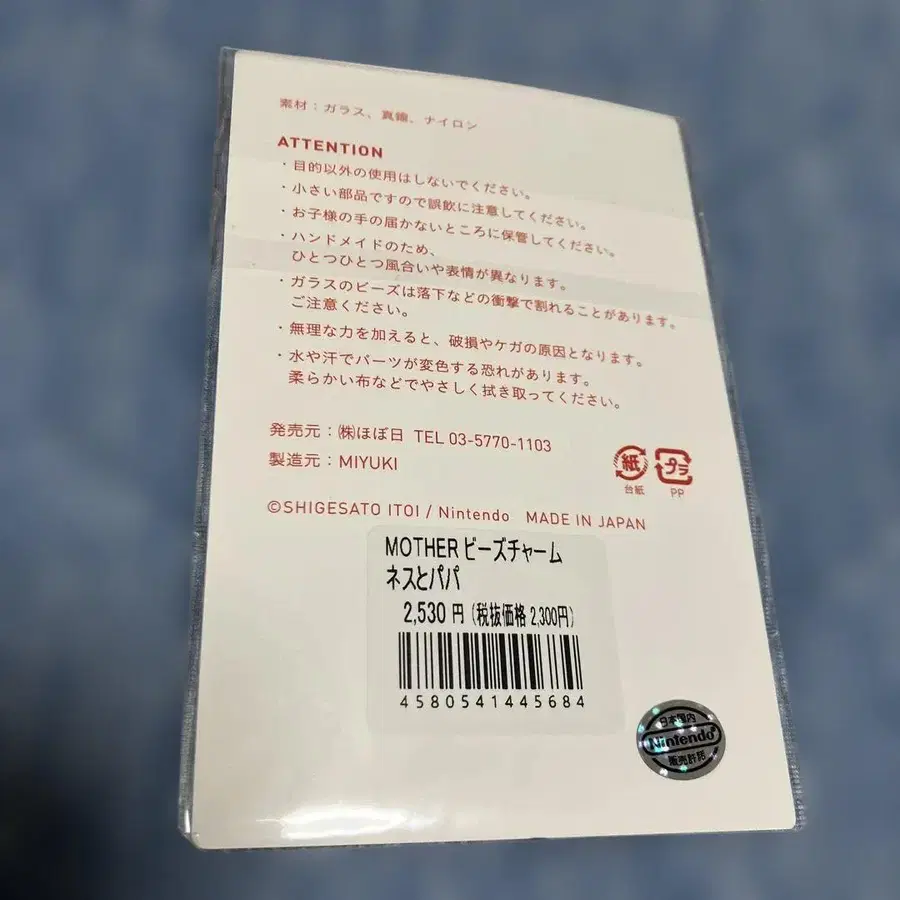 素材：ガラス、真鍮、ナイロン
ATTENTION
・目的以外の使用はしないでください。
・小さい部品ですので誤飲に注意してください。
・お子様の手の届かないところに保管してください。
・ハンドメイドのため、
ひとつひとつ風合いや表情が異なります。
・ガラスのビーズは落下などの衝撃で割れることがあります。
ご注意ください。
・無理な力を加えると、破損やケガの原因となります。
・水や汗でパーツが変色する恐れがあります。
柔らかい布などでやさしく拭き取ってください。
発売元：㈱ほぼ日 TEL 03-5770-1103
製造元：MIYUKI
紙 プラ
台紙 PP
©SHIGESATO ITOI / Nintendo MADE IN JAPAN
MOTHER ビーズチャーム
ネスとパパ
2,530 円 (税抜価格 2,300円)
4580541445684
日本国内
Nintendo
販売許諾